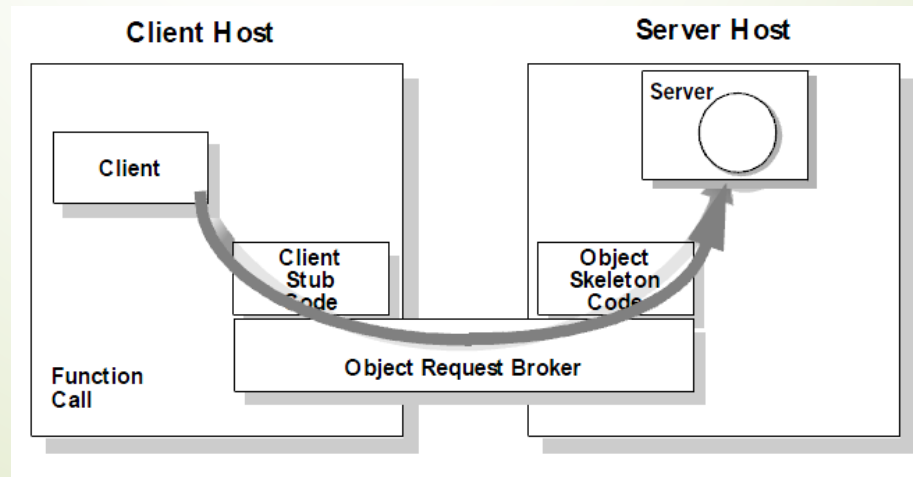 Client Host
Server Host
Server
Client
Client
Stub
Code
Object
Skeleton
Code
Object Request Broker
Function
Call